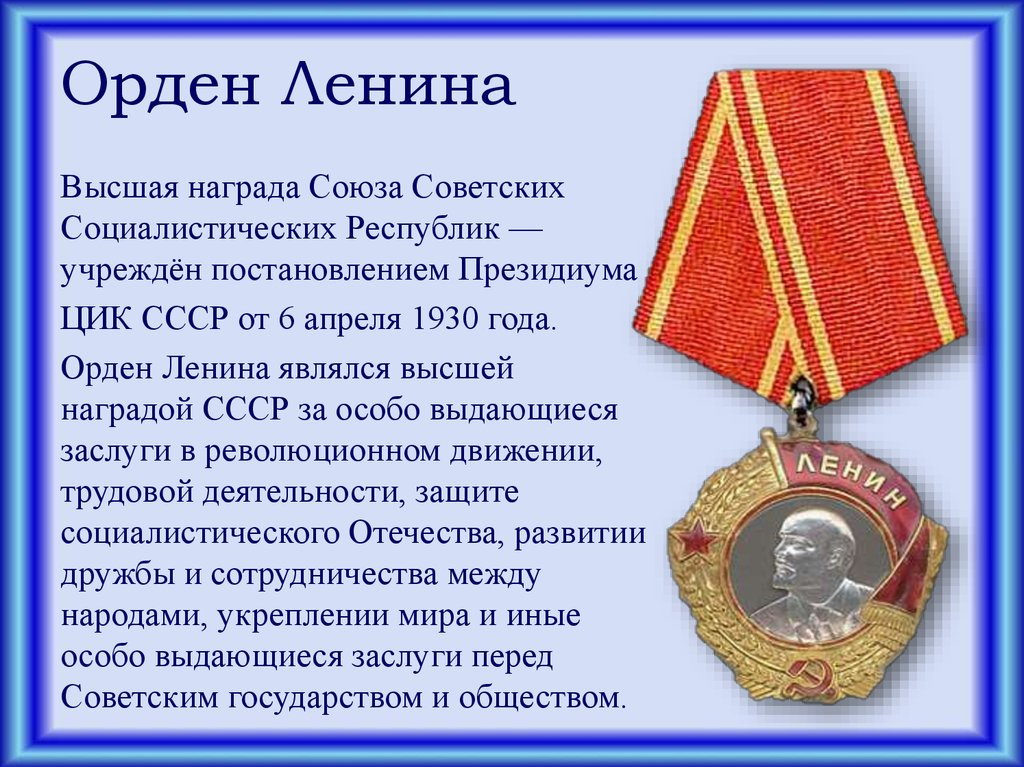 Орден Ленина
Высшая награда Союза Советских
Социалистических Республик —
учреждён постановлением Президиума
ЦИК СССР от 6 апреля 1930 года.
Орден Ленина являлся высшей
наградой СССР за особо выдающиеся
заслуги в революционном движении,
трудовой деятельности, защите
социалистического Отечества, развитии
дружбы и сотрудничества между
народами, укреплении мира и иные
особо выдающиеся заслуги перед
Советским государством и обществом.
ЛЕНИН